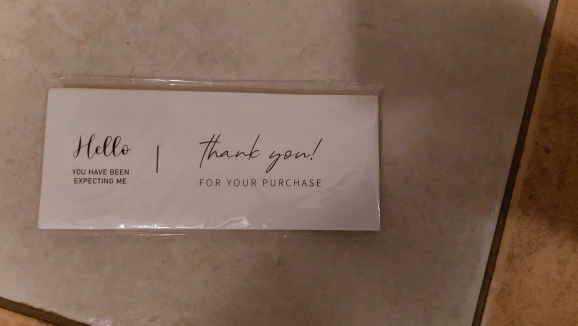 Hello
YOU HAVE BEEN
EXPECTING ME
thank you!
FOR YOUR PURCHASE